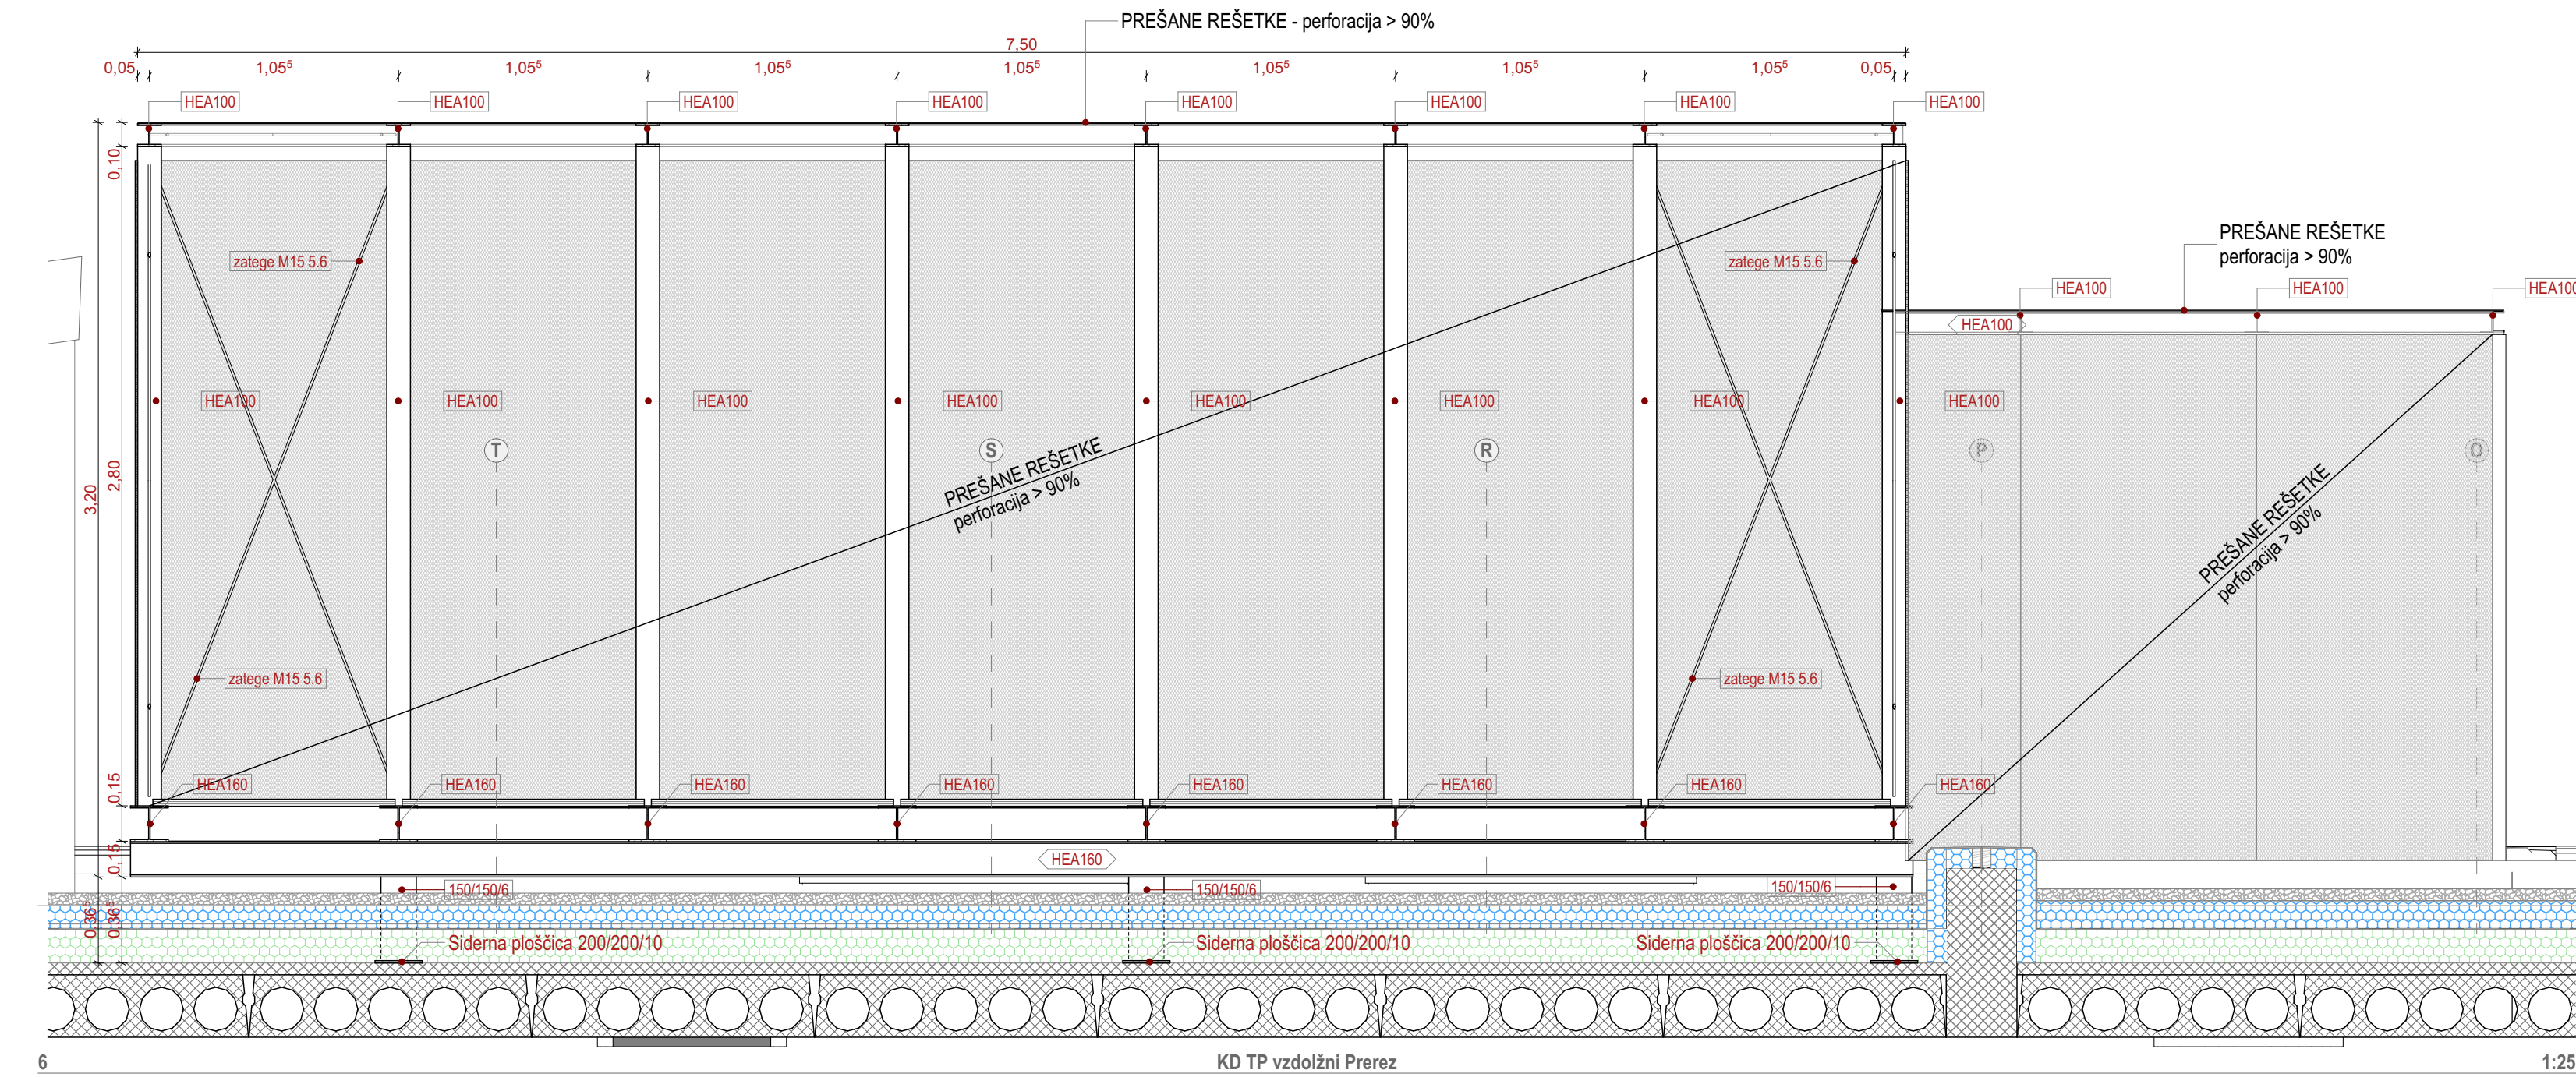 PREŠANE REŠETKE - perforacija > 90%
7,50
0,05 1,05⁵ 1,05⁵ 1,05⁵ 1,05⁵ 1,05⁵ 1,05⁵ 1,05⁵ 0,05
HEA100 HEA100 HEA100 HEA100 HEA100 HEA100 HEA100 HEA100
0,10
PREŠANE REŠETKE
perforacija > 90%
zatege M15 5.6 zatege M15 5.6
HEA100 HEA100 HEA100
HEA100
HEA100 HEA100 HEA100 HEA100 HEA100 HEA100 HEA100 HEA100
T S R P O
2,80
3,20
PREŠANE REŠETKE
perforacija > 90%
PREŠANE REŠETKE
perforacija > 90%
zatege M15 5.6 zatege M15 5.6
0,15
HEA160 HEA160 HEA160 HEA160 HEA160 HEA160 HEA160 HEA160
0,15
HEA160
150/150/6 150/150/6 150/150/6
0,36⁵ 0,36⁵
Siderna ploščica 200/200/10 Siderna ploščica 200/200/10 Siderna ploščica 200/200/10
6 KD TP vzdolžni Prerez 1:25